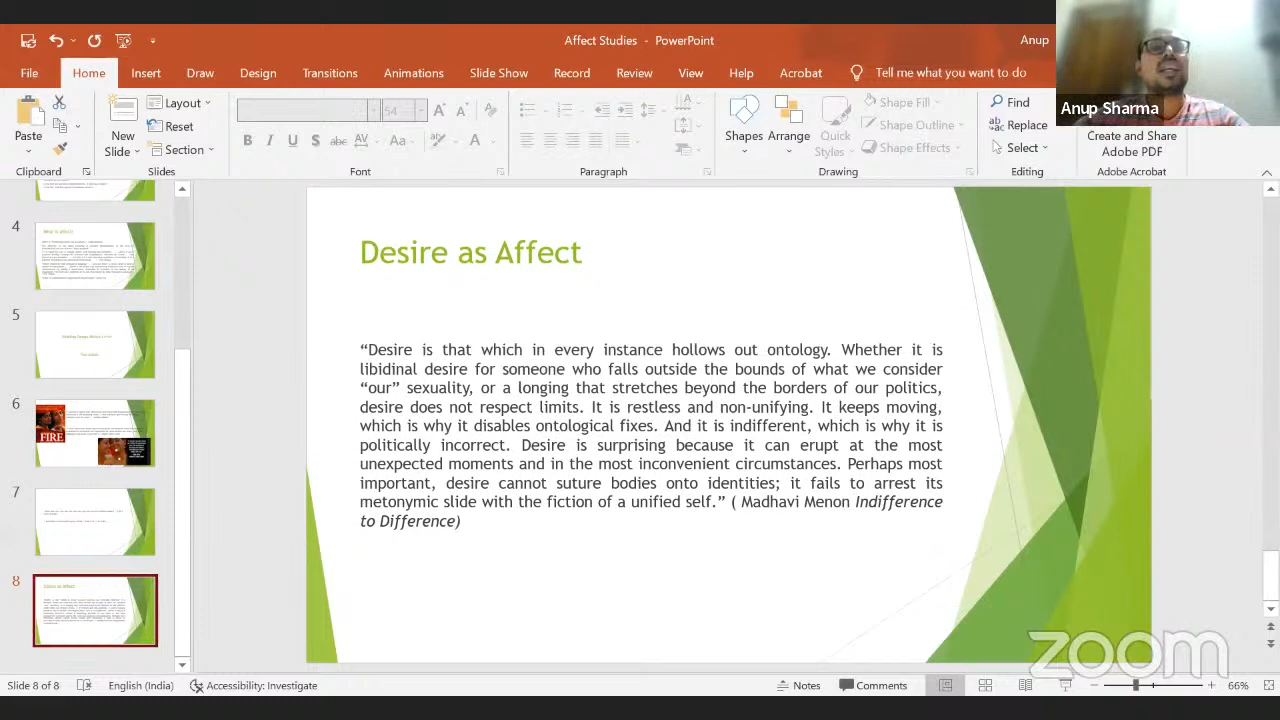 Affect Studies - PowerPoint
Anup
File Home Insert Draw Design Transitions Animations Slide Show Record Review View Help Acrobat Tell me what you want to do
Anup Sharma
Paste
New Slide
Layout
Reset
Section
54
Shapes
Arrange
Quick Styles
Shape Fill
Shape Outline
Shape Effects
Find
Replace
Select
Create and Share
Adobe PDF
Clipboard Slides Font Paragraph Drawing Editing Adobe Acrobat
4
5
6
FIRE
7
8
Desire as Affect
“Desire is that which in every instance hollows out ontology. Whether it is
libidinal desire for someone who falls outside the bounds of what we consider
“our” sexuality, or a longing that stretches beyond the borders of our politics,
desire does not respect limits. It is restless and non-unifying. It keeps moving,
which is why it disables ontological fixes. And it is indifferent, which is why it is
politically incorrect. Desire is surprising because it can erupt at the most
unexpected moments and in the most inconvenient circumstances. Perhaps most
important, desire cannot suture bodies onto identities; it fails to arrest its
metonymic slide with the fiction of a unified self.” ( Madhavi Menon Indifference
to Difference)
zoom
Slide 8 of 8 English (India) Accessibility: Investigate Notes Comments 66%